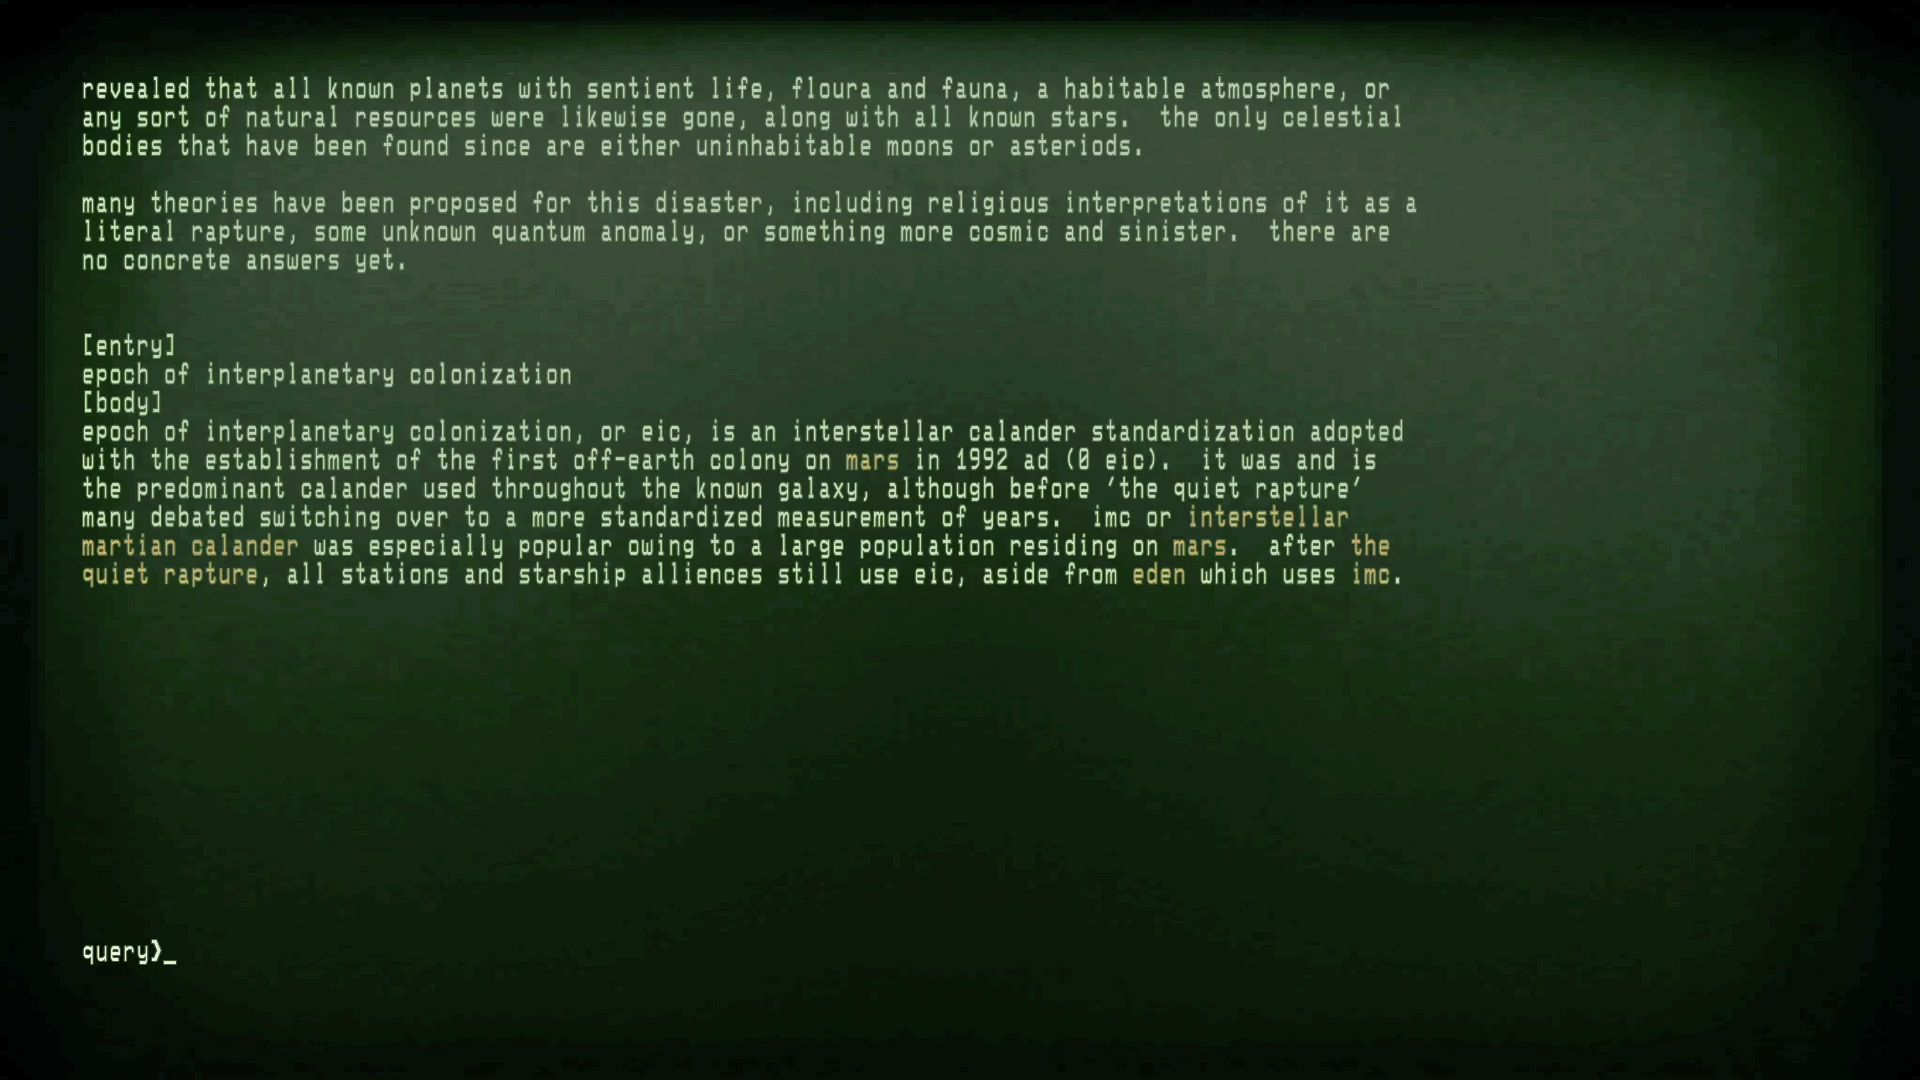 revealed that all known planets with sentient life, floura and fauna, a habitable atmosphere, or
any sort of natural resources were likewise gone, along with all known stars.  the only celestial
bodies that have been found since are either uninhabitable moons or asteriods.
many theories have been proposed for this disaster, including religious interpretations of it as a
literal rapture, some unknown quantum anomaly, or something more cosmic and sinister.  there are
no concrete answers yet.
[entry]
epoch of interplanetary colonization
[body]
epoch of interplanetary colonization, or eic, is an interstellar calander standardization adopted
with the establishment of the first off-earth colony on mars in 1992 ad (0 eic).  it was and is
the predominant calander used throughout the known galaxy, although before 'the quiet rapture'
many debated switching over to a more standardized measurement of years.  imc or interstellar
martian calander was especially popular owing to a large population residing on mars.  after the
quiet rapture, all stations and starship alliences still use eic, aside from eden which uses imc.
query>_